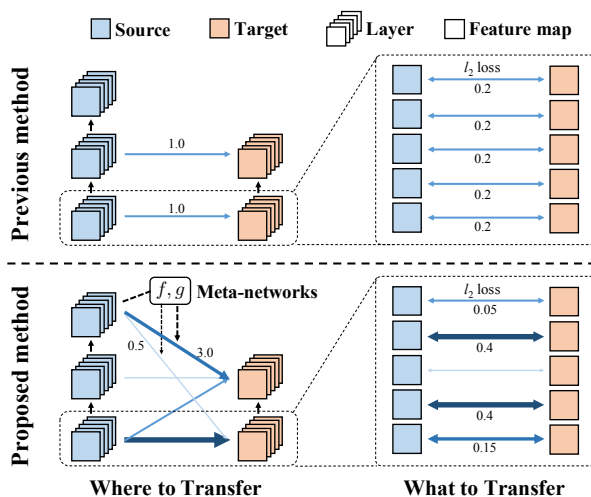 Source Target Layer Feature map
Previous method
1.0
1.0
l₂ loss
0.2
0.2
0.2
0.2
0.2
Proposed method
f, g Meta-networks
0.5
3.0
l₂ loss
0.05
0.4
0.4
0.15
Where to Transfer What to Transfer